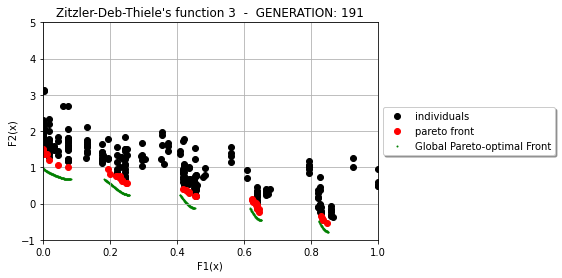 Zitzler-Deb-Thiele's function 3 - GENERATION: 191
5
4
3
2
1
0
−1
F2(x)
0.0 0.2 0.4 0.6 0.8 1.0
F1(x)
individuals
pareto front
Global Pareto-optimal Front